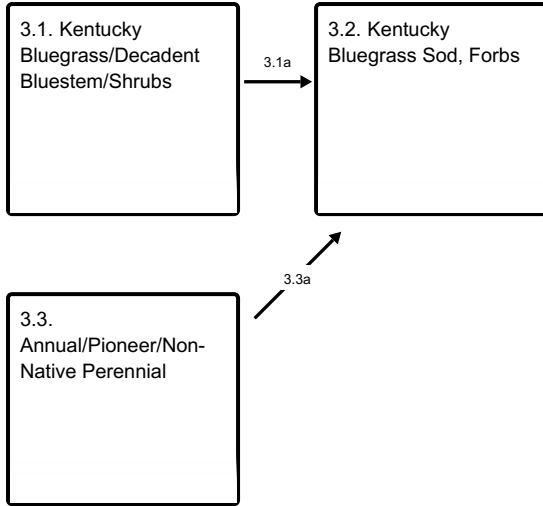 3.1. Kentucky
Bluegrass/Decadent
Bluestem/Shrubs
3.1a
3.2. Kentucky
Bluegrass Sod, Forbs
3.3a
3.3.
Annual/Pioneer/Non-
Native Perennial